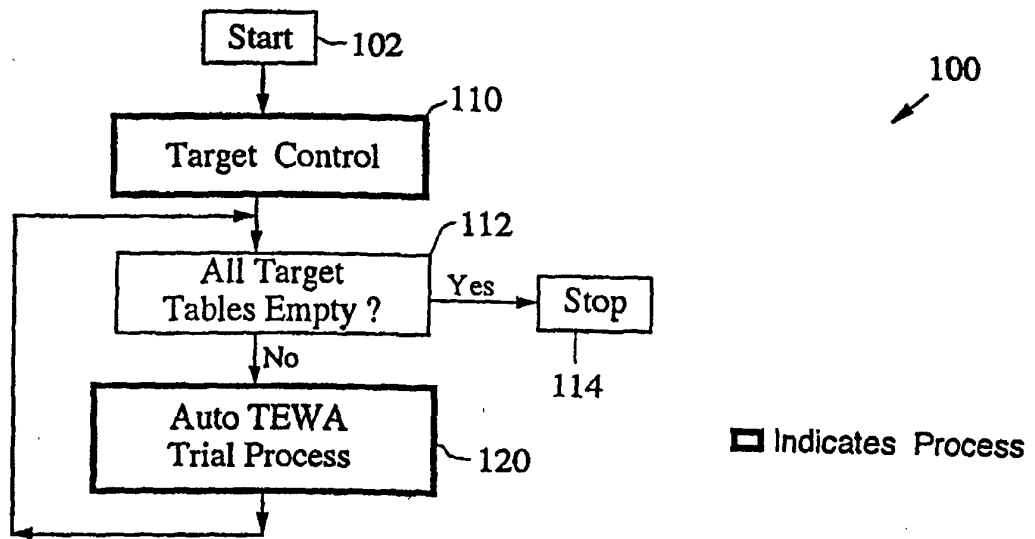 Start
102
100
110
Target Control
112
All Target
Tables Empty ?
Yes
Stop
114
No
Auto TEWA
Trial Process
120
Indicates Process